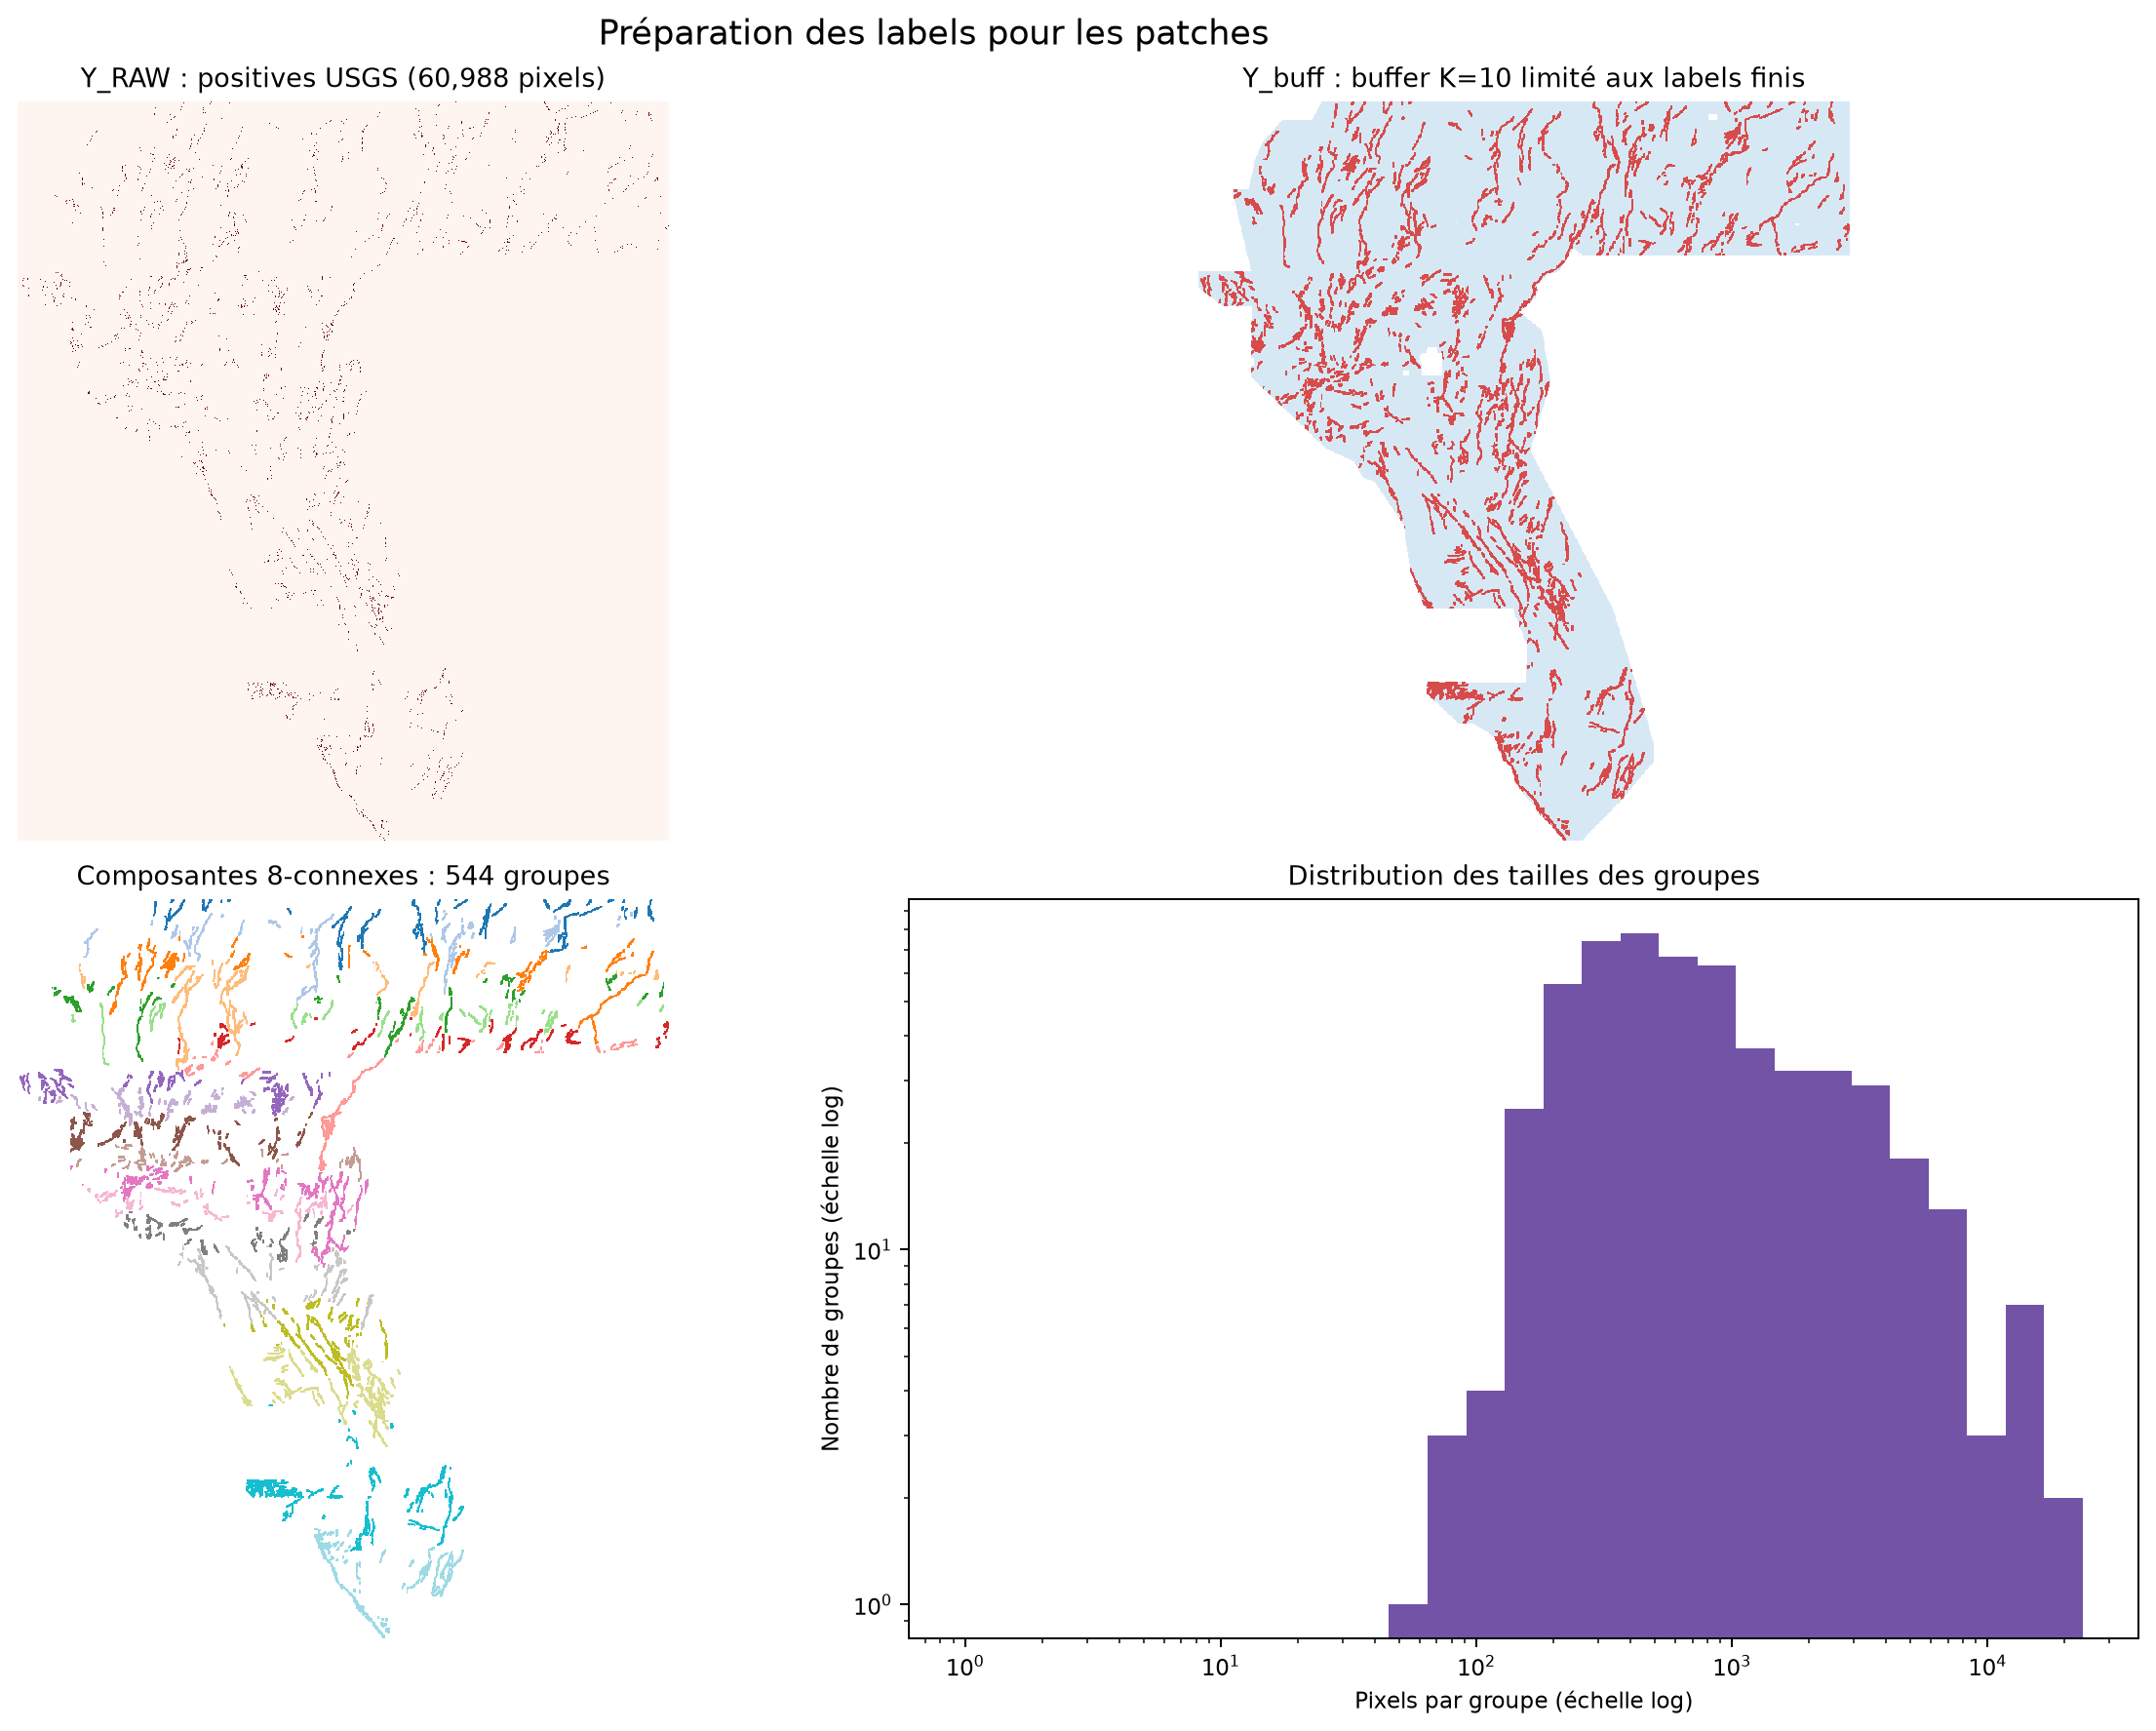 Préparation des labels pour les patches
Y_RAW : positives USGS (60,988 pixels)
Y_buff : buffer K=10 limité aux labels finis
Composantes 8-connexes : 544 groupes
Distribution des tailles des groupes
Nombre de groupes (échelle log)
10¹
10⁰
10⁰ 10¹ 10² 10³ 10⁴
Pixels par groupe (échelle log)